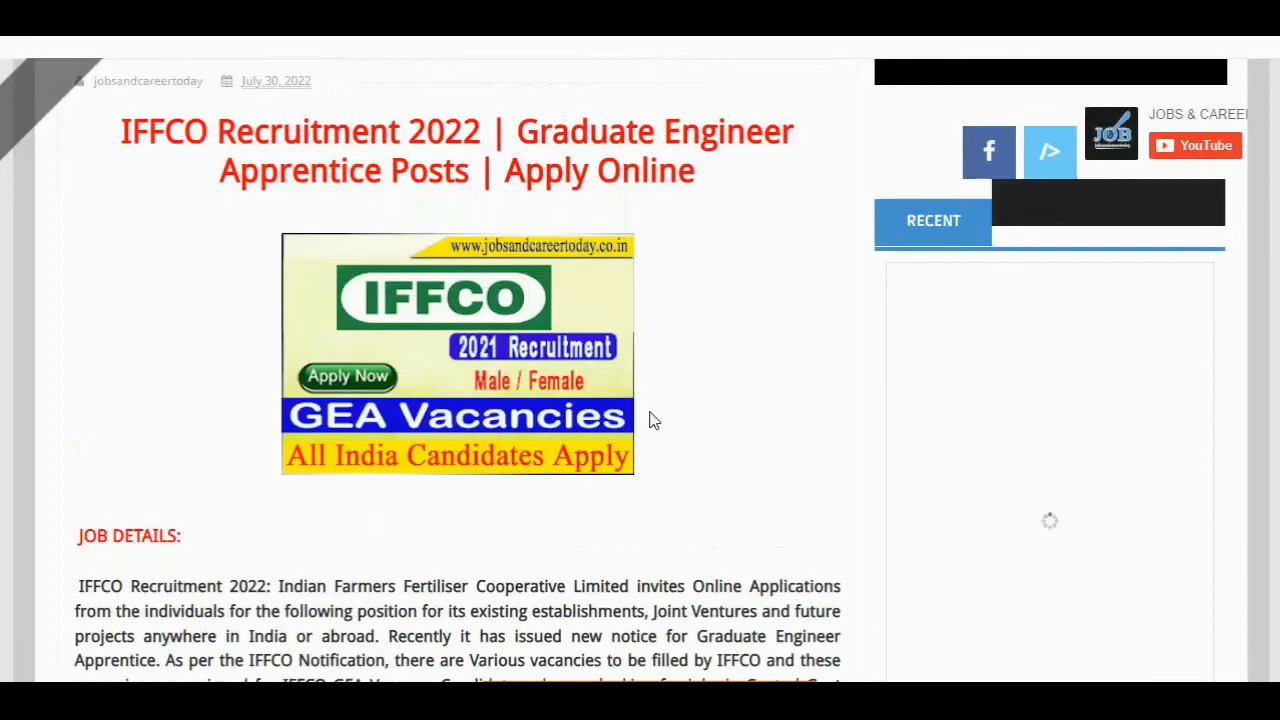 jobsandcareertoday July 30, 2022
IFFCO Recruitment 2022 | Graduate Engineer
Apprentice Posts | Apply Online
www.jobsandcareertoday.co.in
IFFCO
2021 Recruitment
Apply Now
Male / Female
GEA Vacancies
All India Candidates Apply
JOB DETAILS:
IFFCO Recruitment 2022: Indian Farmers Fertiliser Cooperative Limited invites Online Applications
from the individuals for the following position for its existing establishments, Joint Ventures and future
projects anywhere in India or abroad. Recently it has issued new notice for Graduate Engineer
Apprentice. As per the IFFCO Notification, there are Various vacancies to be filled by IFFCO and these
JOB
JOBS & CAREE
YouTube
RECENT